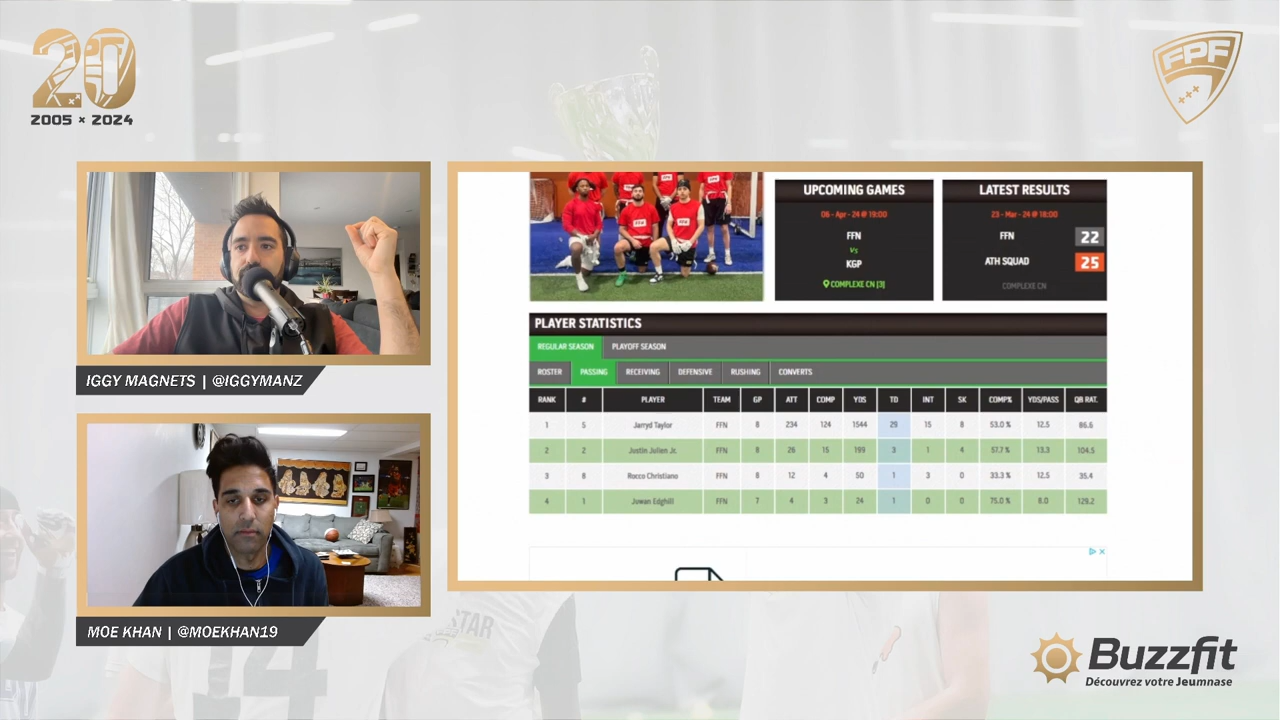 20
2005 × 2024
FPF
IGGY MAGNETS | @IGGYMANZ
MOE KHAN | @MOEKHAN19
UPCOMING GAMES
06 - Apr - 24 @ 19:00
FFN
VS
KGP
COMPLEXE CN [3]
LATEST RESULTS
23 - Mar - 24 @ 18:00
FFN 22
ATH SQUAD 25
COMPLEXE CN
PLAYER STATISTICS
REGULAR SEASON PLAYOFF SEASON
ROSTER PASSING RECEIVING DEFENSIVE RUSHING CONVERTS
RANK # PLAYER TEAM GP ATT COMP YDS TD INT SK COMP% YDS/PASS QB RAT.
1 5 Jarryd Taylor FFN 8 234 124 1544 29 15 8 53.0 % 12.5 86.6
2 2 Justin Julien Jr. FFN 8 26 15 199 3 1 4 57.7 % 13.3 104.5
3 8 Rocco Christiano FFN 8 12 4 50 1 3 0 33.3 % 12.5 35.4
4 1 Juwan Edghill FFN 7 4 3 24 1 0 0 75.0 % 8.0 129.2
STAR
14
Buzzfit
Découvrez votre Jeumnase